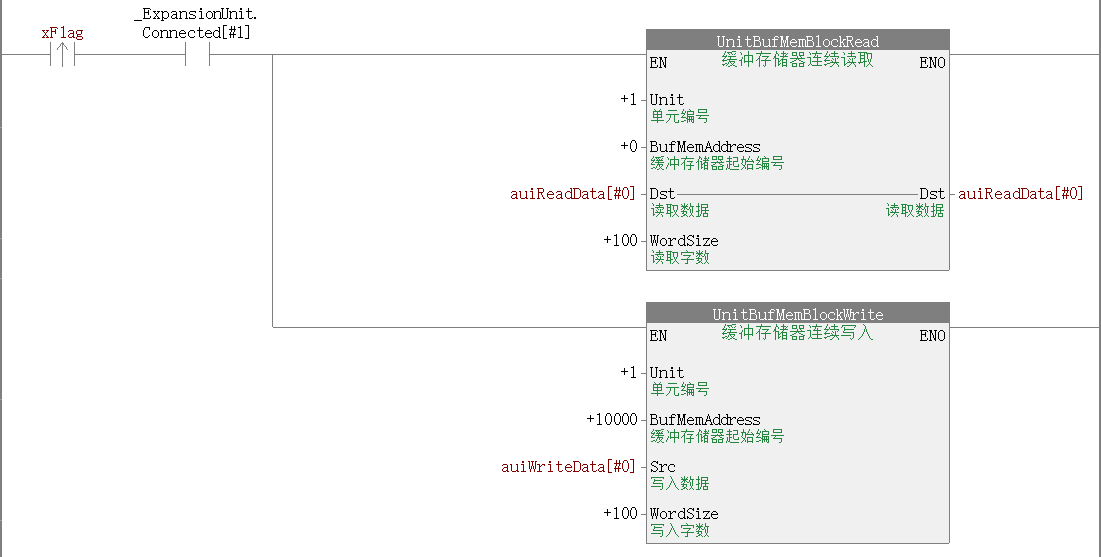 _ExpansionUnit.
xFlag
Connected[#1]
UnitBufMemBlockRead
EN
缓冲存储器连续读取
ENO
+1
Unit
单元编号
+0
BufMemAddress
缓冲存储器起始编号
auiReadData[#0]
Dst
Dst
auiReadData[#0]
读取数据
读取数据
+100
WordSize
读取字数
UnitBufMemBlockWrite
EN
缓冲存储器连续写入
ENO
+1
Unit
单元编号
+10000
BufMemAddress
缓冲存储器起始编号
auiWriteData[#0]
Src
写入数据
+100
WordSize
写入字数